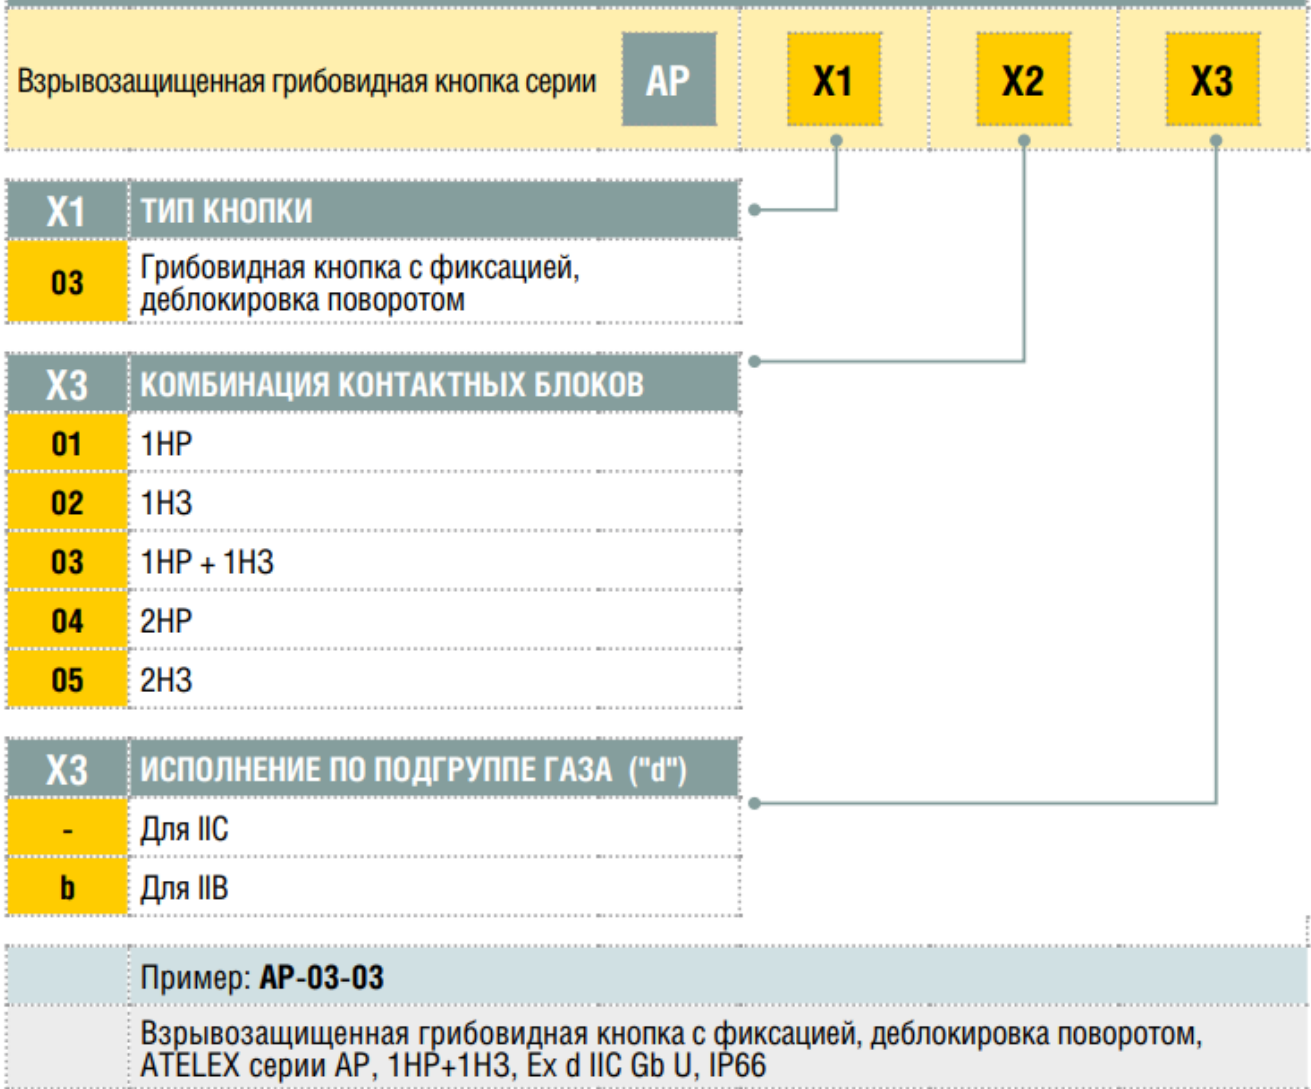 Взрывозащищенная грибовидная кнопка серии AP X1 X2 X3
X1 ТИП КНОПКИ
03 Грибовидная кнопка с фиксацией,
деблокировка поворотом
X3 КОМБИНАЦИЯ КОНТАКТНЫХ БЛОКОВ
01 1НР
02 1НЗ
03 1НР + 1НЗ
04 2НР
05 2НЗ
X3 ИСПОЛНЕНИЕ ПО ПОДГРУППЕ ГАЗА ("d")
- Для IIC
b Для IIB
Пример: AP-03-03
Взрывозащищенная грибовидная кнопка с фиксацией, деблокировка поворотом,
ATELEX серии AP, 1НР+1НЗ, Ex d IIC Gb U, IP66